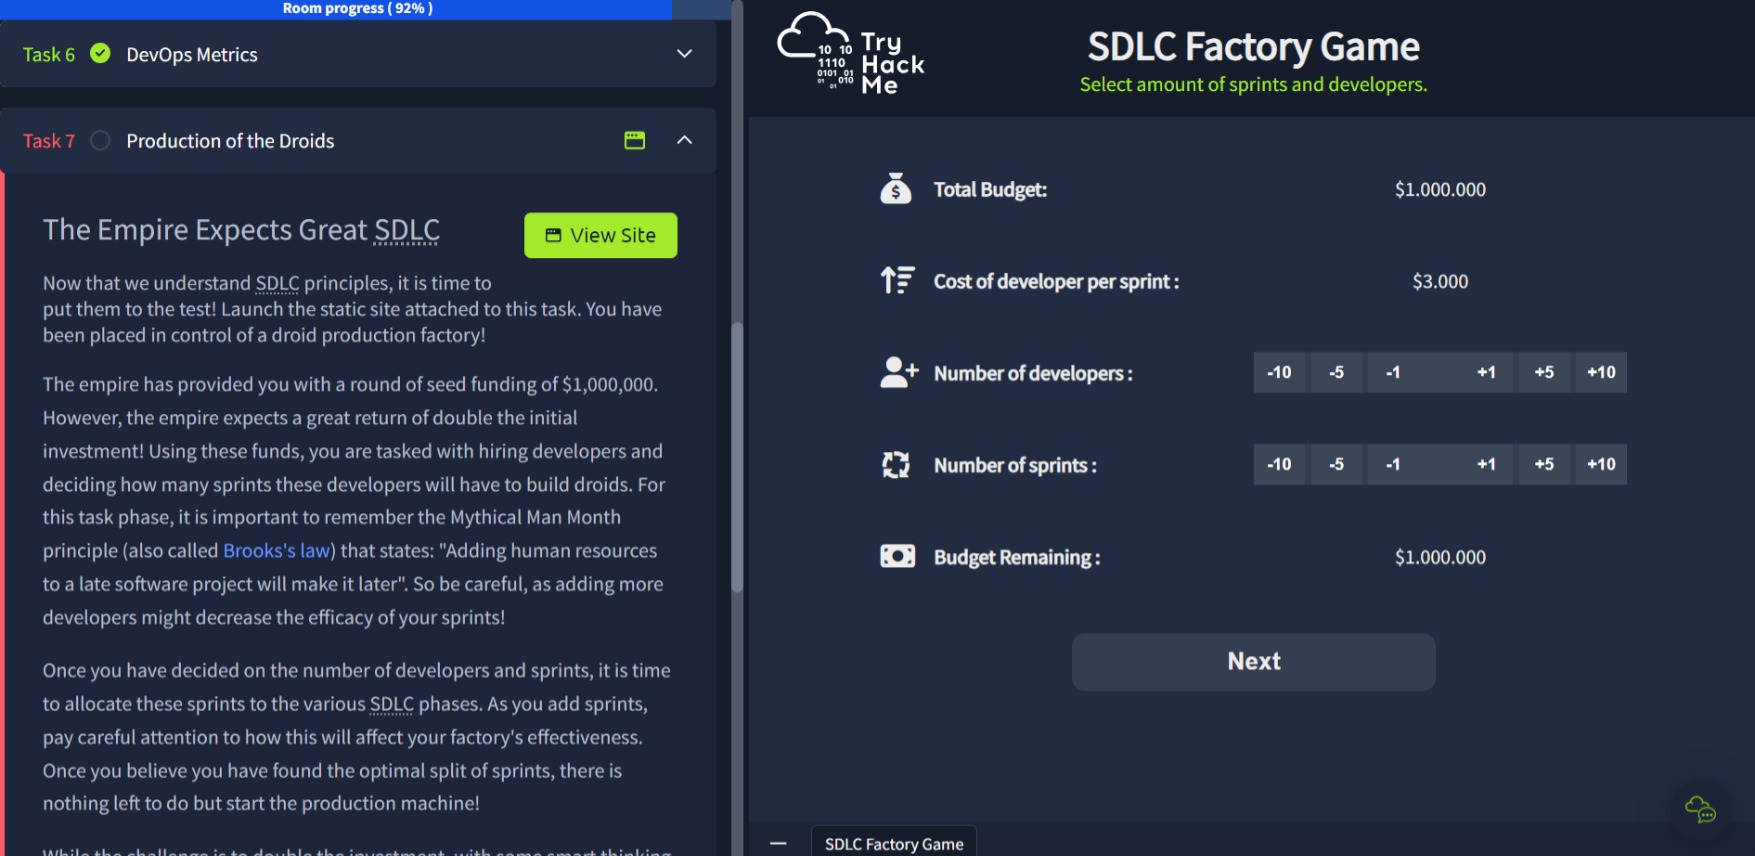 Room progress ( 92% )
Task 6 DevOps Metrics
Task 7 Production of the Droids
The Empire Expects Great SDLC
View Site
Now that we understand SDLC principles, it is time to
put them to the test! Launch the static site attached to this task. You have
been placed in control of a droid production factory!
The empire has provided you with a round of seed funding of $1,000,000.
However, the empire expects a great return of double the initial
investment! Using these funds, you are tasked with hiring developers and
deciding how many sprints these developers will have to build droids. For
this task phase, it is important to remember the Mythical Man Month
principle (also called Brooks's law) that states: "Adding human resources
to a late software project will make it later". So be careful, as adding more
developers might decrease the efficacy of your sprints!
Once you have decided on the number of developers and sprints, it is time
to allocate these sprints to the various SDLC phases. As you add sprints,
pay careful attention to how this will affect your factory's effectiveness.
Once you believe you have found the optimal split of sprints, there is
nothing left to do but start the production machine!
While the challenge is to double the investment, with some smart thinking
10 10
1110
0101 01
01 01 010
Try
Hack
Me
SDLC Factory Game
Select amount of sprints and developers.
Total Budget: $1.000.000
Cost of developer per sprint : $3.000
Number of developers : -10 -5 -1 +1 +5 +10
Number of sprints : -10 -5 -1 +1 +5 +10
Budget Remaining : $1.000.000
Next
SDLC Factory Game